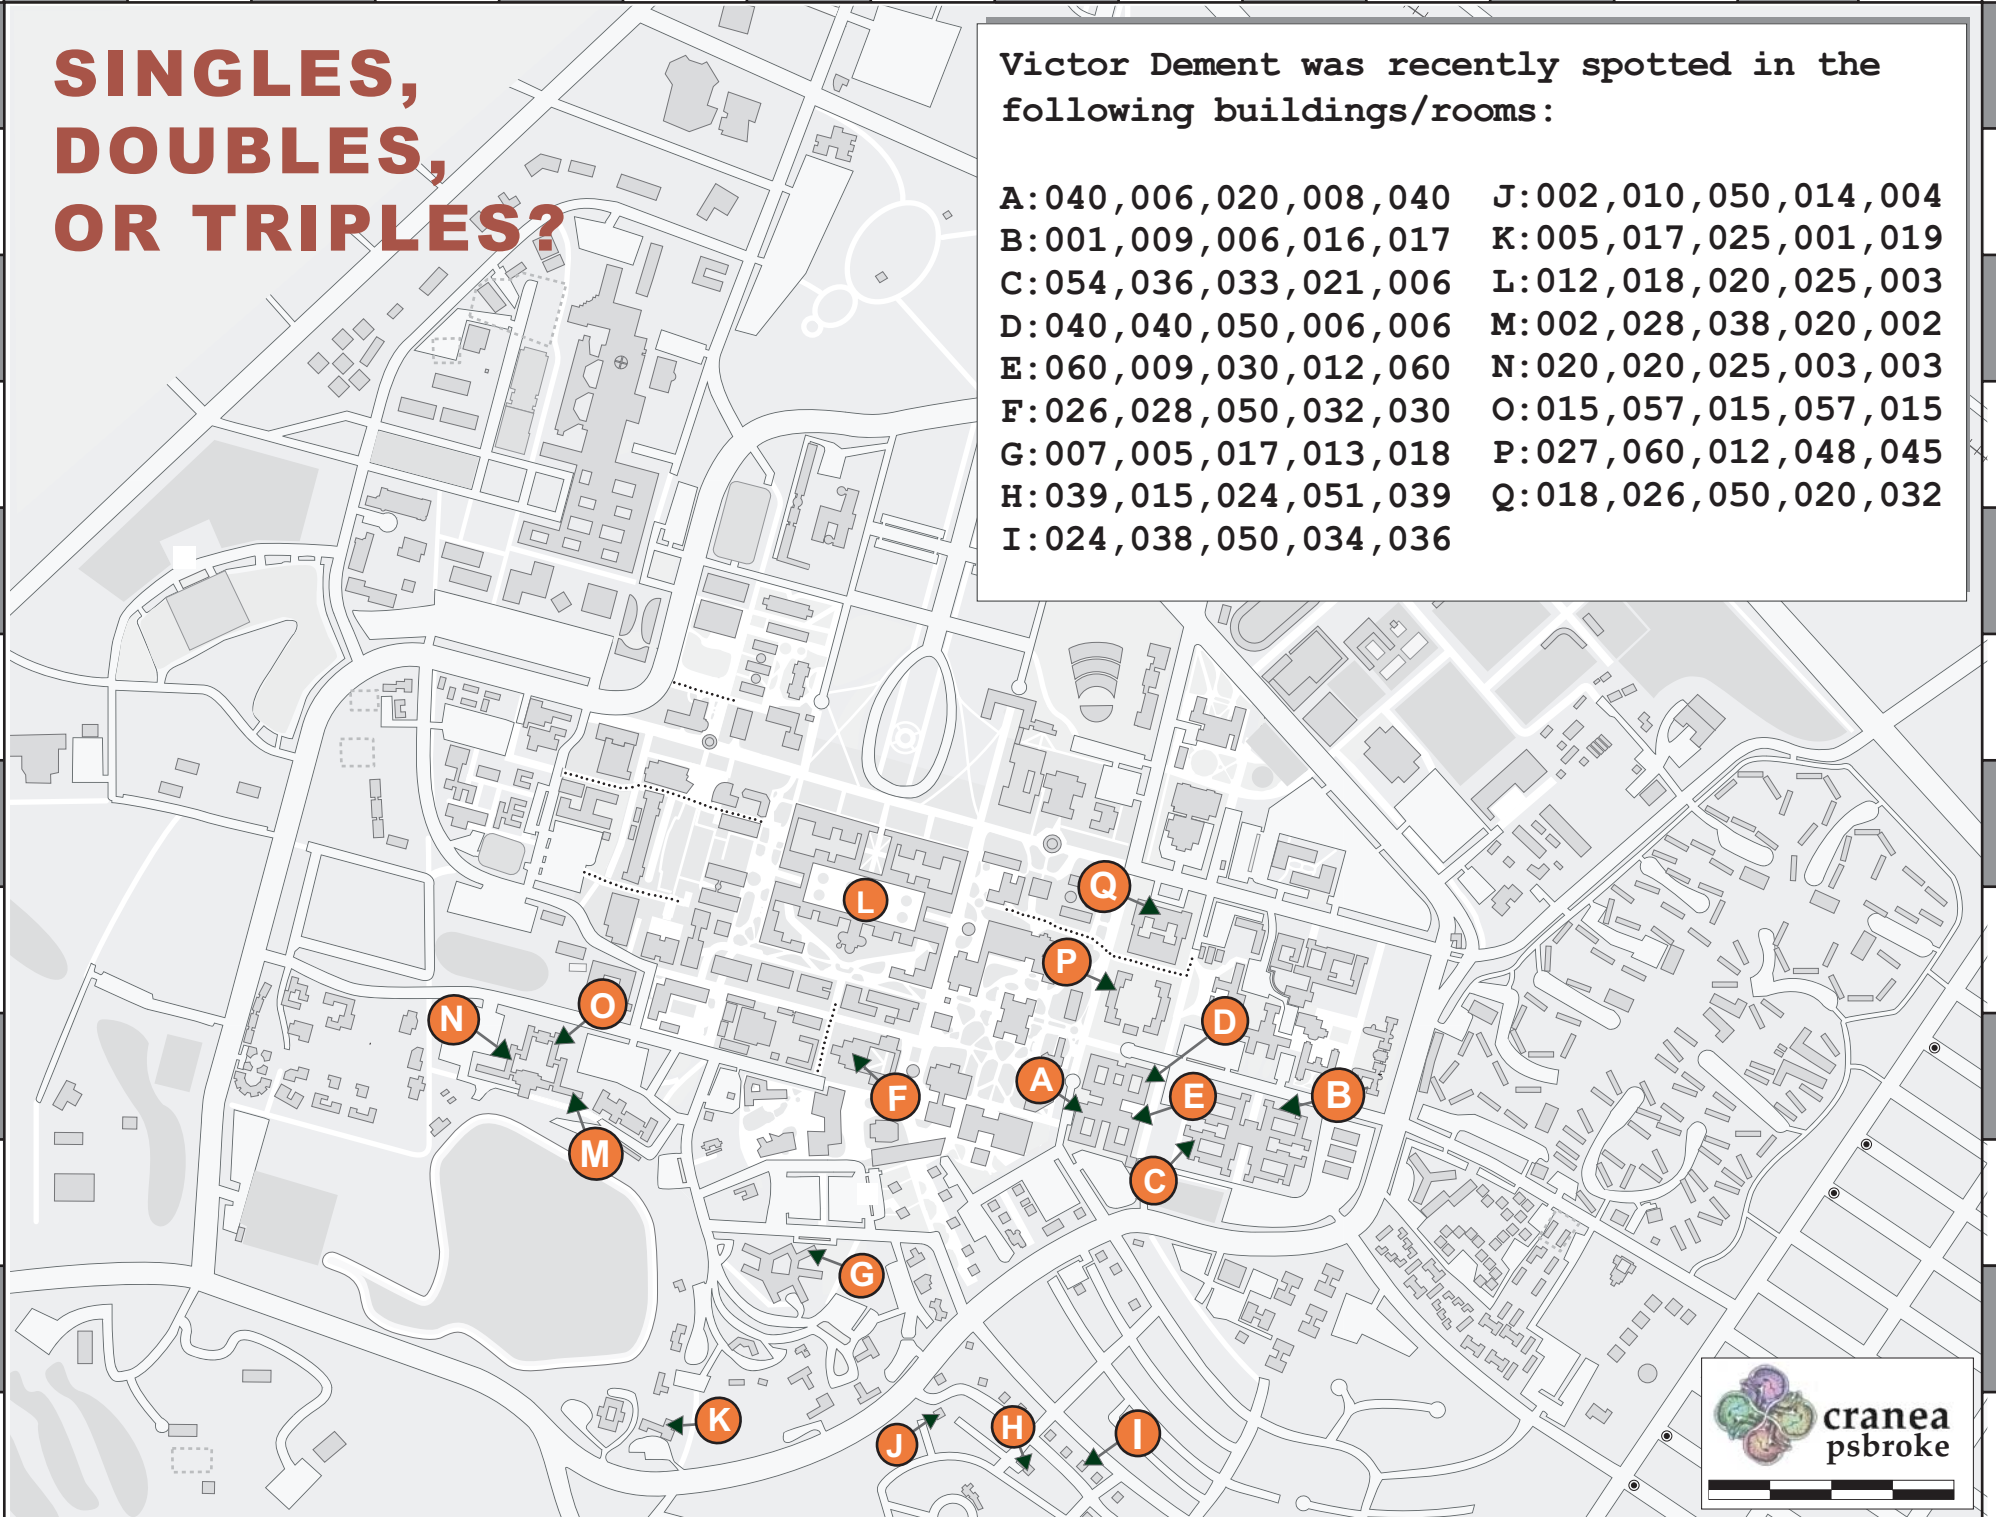 SINGLES,
DOUBLES,
OR TRIPLES?
Victor Dement was recently spotted in the
following buildings/rooms:
A:040,006,020,008,040
B:001,009,006,016,017
C:054,036,033,021,006
D:040,040,050,006,006
E:060,009,030,012,060
F:026,028,050,032,030
G:007,005,017,013,018
H:039,015,024,051,039
I:024,038,050,034,036
J:002,010,050,014,004
K:005,017,025,001,019
L:012,018,020,025,003
M:002,028,038,020,002
N:020,020,025,003,003
O:015,057,015,057,015
P:027,060,012,048,045
Q:018,026,050,020,032
Q
L
P
N
O
D
A
E
B
F
M
C
G
K
J
H
I
cranea
psbroke